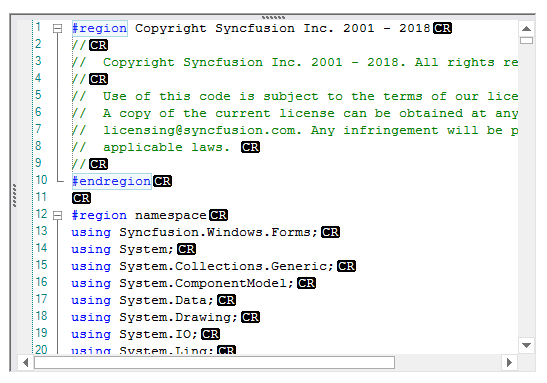 1 #region Copyright Syncfusion Inc. 2001 - 2018CR
2 //CR
3 //  Copyright Syncfusion Inc. 2001 - 2018. All rights re
4 //CR
5 //  Use of this code is subject to the terms of our lice
6 //  A copy of the current license can be obtained at any
7 //  licensing@syncfusion.com. Any infringement will be p
8 //  applicable laws. CR
9 //CR
10 #endregionCR
11 CR
12 #region namespaceCR
13 using Syncfusion.Windows.Forms;CR
14 using System;CR
15 using System.Collections.Generic;CR
16 using System.ComponentModel;CR
17 using System.Data;CR
18 using System.Drawing;CR
19 using System.IO;CR
20 using System.Linq;CR